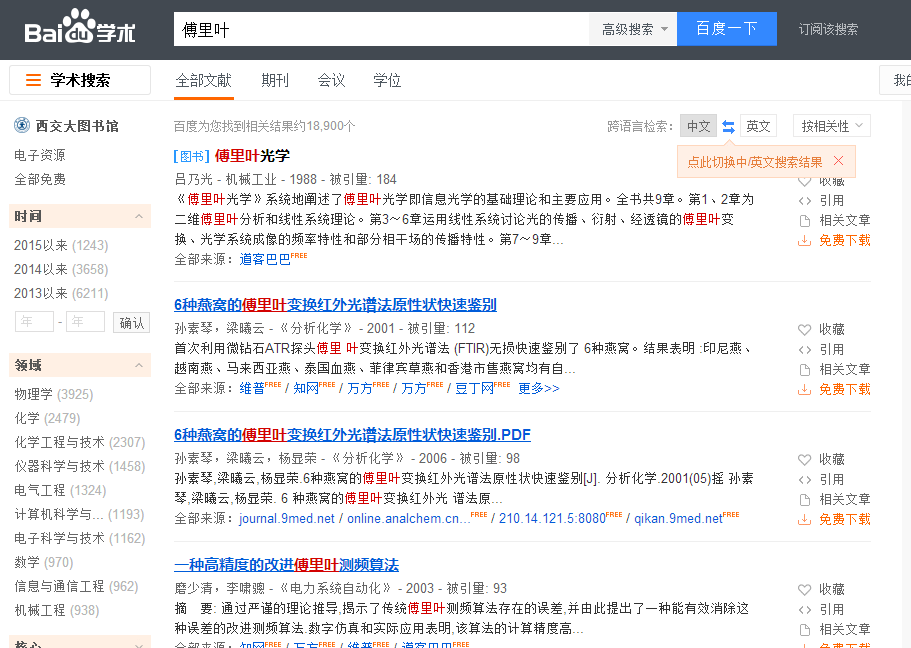 Bai du 学术
傅里叶
高级搜索
百度一下
订阅该搜索
学术搜索
全部文献 期刊 会议 学位
我的
西交大图书馆
电子资源
全部免费
时间
2015以来 (1243)
2014以来 (3658)
2013以来 (6211)
年 - 年 确认
领域
物理学 (3925)
化学 (2479)
化学工程与技术 (2307)
仪器科学与技术 (1458)
电气工程 (1324)
计算机科学与... (1193)
电子科学与技术 (1162)
数学 (970)
信息与通信工程 (962)
机械工程 (938)
核心
百度为您找到相关结果约18,900个
跨语言检索: 中文 英文 按相关性
点此切换中/英文搜索结果
[图书] 傅里叶光学
吕乃光 - 机械工业 - 1988 - 被引量: 184
《傅里叶光学》系统地阐述了傅里叶光学即信息光学的基础理论和主要应用。全书共9章。第1、2章为
二维傅里叶分析和线性系统理论。第3～6章运用线性系统讨论光的传播、衍射、经透镜的傅里叶变
换、光学系统成像的频率特性和部分相干场的传播特性。第7～9章...
全部来源: 道客巴巴FREE
收藏
引用
相关文章
免费下载
6种燕窝的傅里叶变换红外光谱法原性状快速鉴别
孙素琴，梁曦云 - 《分析化学》 - 2001 - 被引量: 112
首次利用微钻石ATR探头傅里 叶变换红外光谱法 (FTIR)无损快速鉴别了 6种燕窝。结果表明 :印尼燕、
越南燕、马来西亚燕、泰国血燕、菲律宾草燕和香港市售燕窝均有自...
全部来源: 维普FREE / 知网FREE / 万方FREE / 万方FREE / 豆丁网FREE 更多>>
收藏
引用
相关文章
免费下载
6种燕窝的傅里叶变换红外光谱法原性状快速鉴别.PDF
孙素琴，梁曦云，杨显荣 - 《分析化学》 - 2006 - 被引量: 98
孙素琴,梁曦云,杨显荣.6种燕窝的傅里叶变换红外光谱法原性状快速鉴别[J]. 分析化学.2001(05)摇 孙素
琴,梁曦云,杨显荣. 6 种燕窝的傅里叶变换红外光 谱法原...
全部来源: journal.9med.net / online.analchem.cn...FREE / 210.14.121.5:8080FREE / qikan.9med.netFREE
收藏
引用
相关文章
免费下载
一种高精度的改进傅里叶测频算法
磨少清，李啸骢 - 《电力系统自动化》 - 2003 - 被引量: 93
摘 要: 通过严谨的理论推导,揭示了传统傅里叶测频算法存在的误差,并由此提出了一种能有效消除这
种误差的改进测频算法.数字仿真和实际应用表明,该算法的计算精度高...
全部来源: 知网FREE / 万方FREE / 维普FREE / 道客巴巴FREE
收藏
引用
相关文章
免费下载